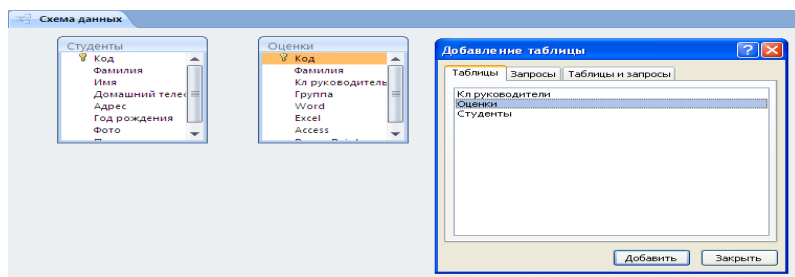 Схема данных
Студенты
Код
Фамилия
Имя
Домашний телеф
Адрес
Год рождения
Фото
Оценки
Код
Фамилия
Кл руководитель
Группа
Word
Excel
Access
Добавление таблицы
Таблицы Запросы Таблицы и запросы
Кл руководители
Оценки
Студенты
Добавить Закрыть